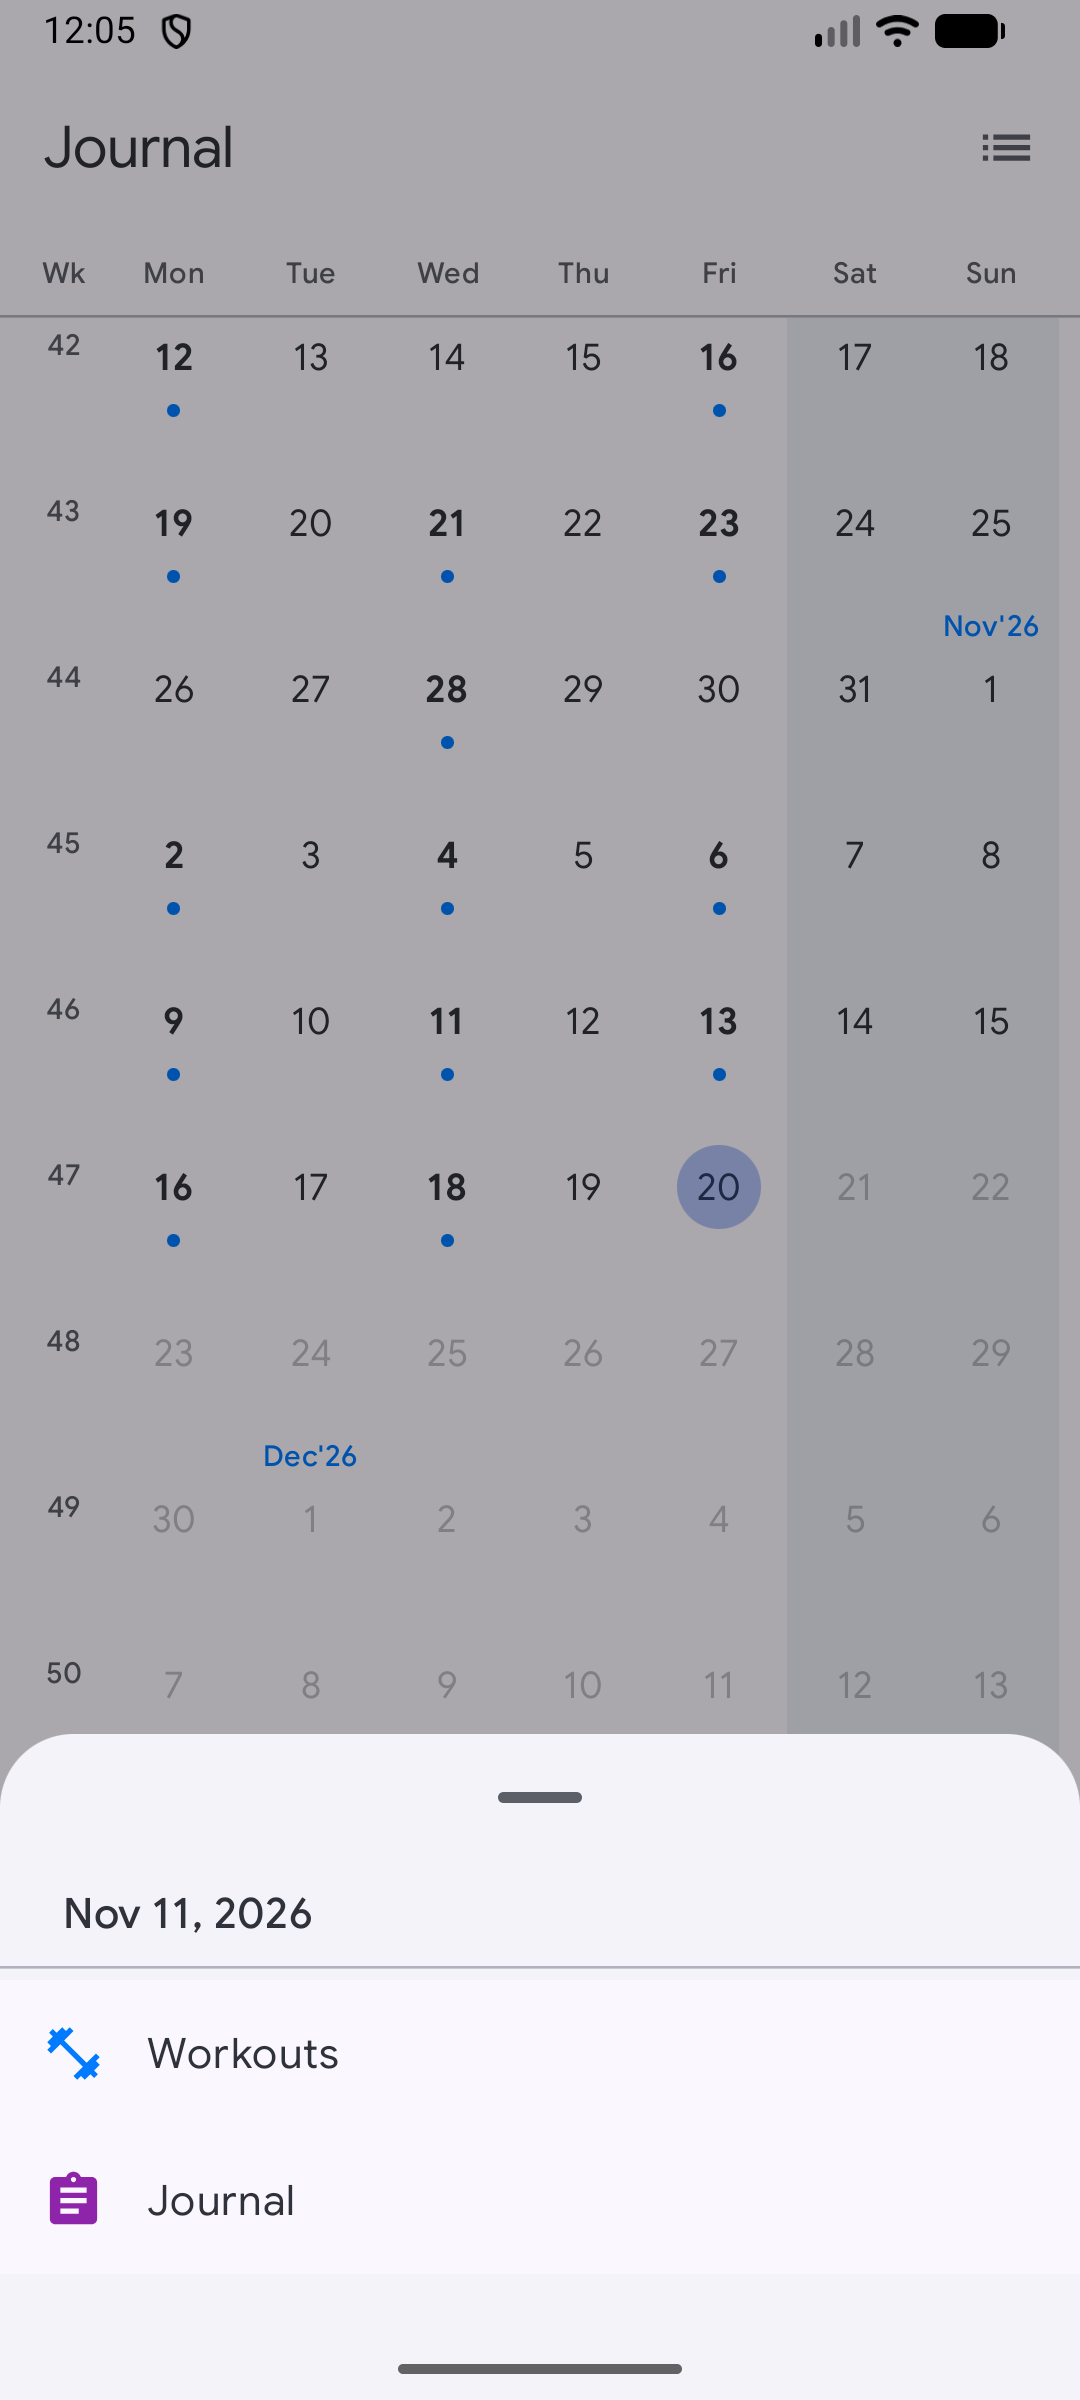 12:05
Journal
Wk Mon Tue Wed Thu Fri Sat Sun
42 12 13 14 15 16 17 18
43 19 20 21 22 23 24 25
Nov'26
44 26 27 28 29 30 31 1
45 2 3 4 5 6 7 8
46 9 10 11 12 13 14 15
47 16 17 18 19 20 21 22
48 23 24 25 26 27 28 29
Dec'26
49 30 1 2 3 4 5 6
50 7 8 9 10 11 12 13
Nov 11, 2026
Workouts
Journal